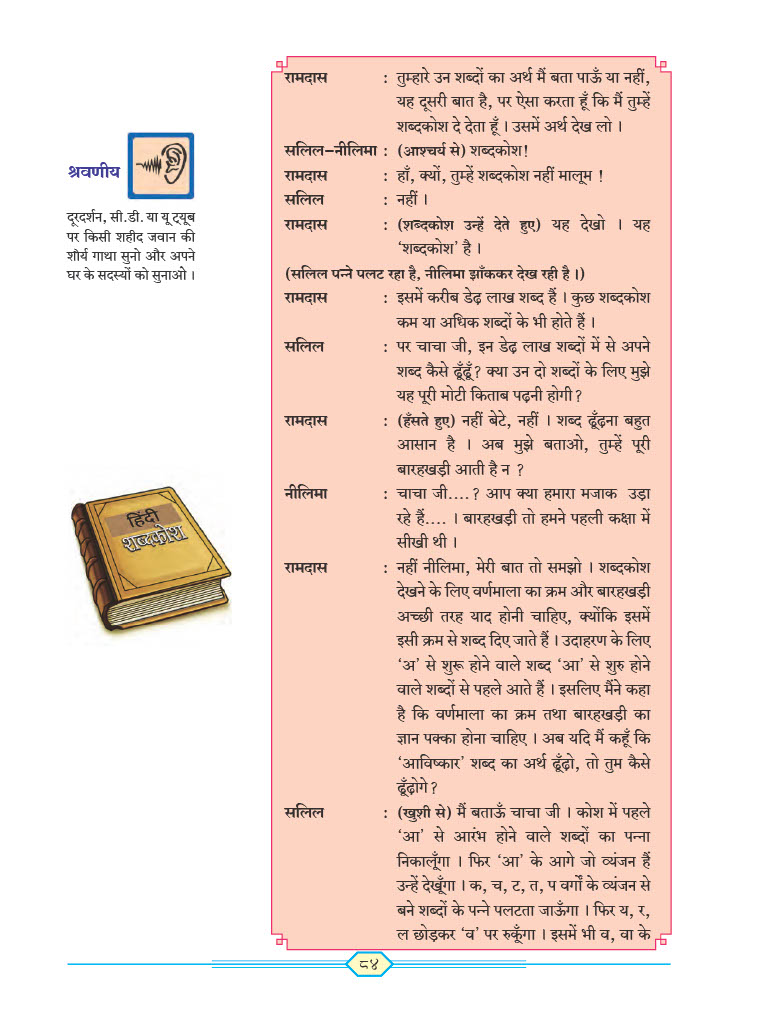 रामदास : तुम्हारे उन शब्दों का अर्थ मैं बता पाऊँ या नहीं,
यह दूसरी बात है, पर ऐसा करता हूँ कि मैं तुम्हें
शब्दकोश दे देता हूँ । उसमें अर्थ देख लो ।
सलिल-नीलिमा : (आश्चर्य से) शब्दकोश!
रामदास : हाँ, क्यों, तुम्हें शब्दकोश नहीं मालूम !
सलिल : नहीं ।
रामदास : (शब्दकोश उन्हें देते हुए) यह देखो । यह
‘शब्दकोश’ है ।
(सलिल पन्ने पलट रहा है, नीलिमा झाँककर देख रही है ।)
रामदास : इसमें करीब डेढ़ लाख शब्द हैं । कुछ शब्दकोश
कम या अधिक शब्दों के भी होते हैं ।
सलिल : पर चाचा जी, इन डेढ़ लाख शब्दों में से अपने
शब्द कैसे ढूँढूँ? क्या उन दो शब्दों के लिए मुझे
यह पूरी मोटी किताब पढ़नी होगी?
रामदास : (हँसते हुए) नहीं बेटे, नहीं । शब्द ढूँढ़ना बहुत
आसान है । अब मुझे बताओ, तुम्हें पूरी
बारहखड़ी आती है न ?
नीलिमा : चाचा जी....? आप क्या हमारा मजाक उड़ा
रहे हैं.... । बारहखड़ी तो हमने पहली कक्षा में
सीखी थी ।
रामदास : नहीं नीलिमा, मेरी बात तो समझो । शब्दकोश
देखने के लिए वर्णमाला का क्रम और बारहखड़ी
अच्छी तरह याद होनी चाहिए, क्योंकि इसमें
इसी क्रम से शब्द दिए जाते हैं । उदाहरण के लिए
‘अ’ से शुरू होने वाले शब्द ‘आ’ से शुरु होने
वाले शब्दों से पहले आते हैं । इसलिए मैंने कहा
है कि वर्णमाला का क्रम तथा बारहखड़ी का
ज्ञान पक्का होना चाहिए । अब यदि मैं कहूँ कि
‘आविष्कार’ शब्द का अर्थ ढूँढ़ो, तो तुम कैसे
ढूँढ़ोगे?
सलिल : (खुशी से) मैं बताऊँ चाचा जी । कोश में पहले
‘आ’ से आरंभ होने वाले शब्दों का पन्ना
निकालूँगा । फिर ‘आ’ के आगे जो व्यंजन हैं
उन्हें देखूँगा । क, च, ट, त, प वर्गों के व्यंजन से
बने शब्दों के पन्ने पलटता जाऊँगा । फिर य, र,
ल छोड़कर ‘व’ पर रुकूँगा । इसमें भी व, वा के
श्रवणीय
दूरदर्शन, सी.डी. या यू ट्यूब
पर किसी शहीद जवान की
शौर्य गाथा सुनो और अपने
घर के सदस्यों को सुनाओ ।
हिंदी
शब्दकोश
८४